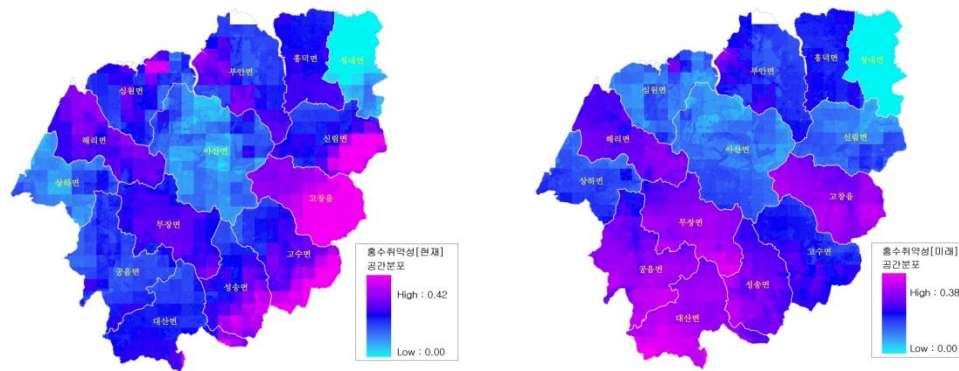 흥덕면
성내면
부안면
심원면
신림면
해리면
아산면
상하면
고창읍
무장면
고수면
공음면
성송면
대산면
홍수취약성[현재]
공간분포
High : 0.42
Low : 0.00
흥덕면
성내면
부안면
심원면
신림면
해리면
아산면
상하면
고창읍
무장면
고수면
공음면
성송면
대산면
홍수취약성[미래]
공간분포
High : 0.38
Low : 0.00